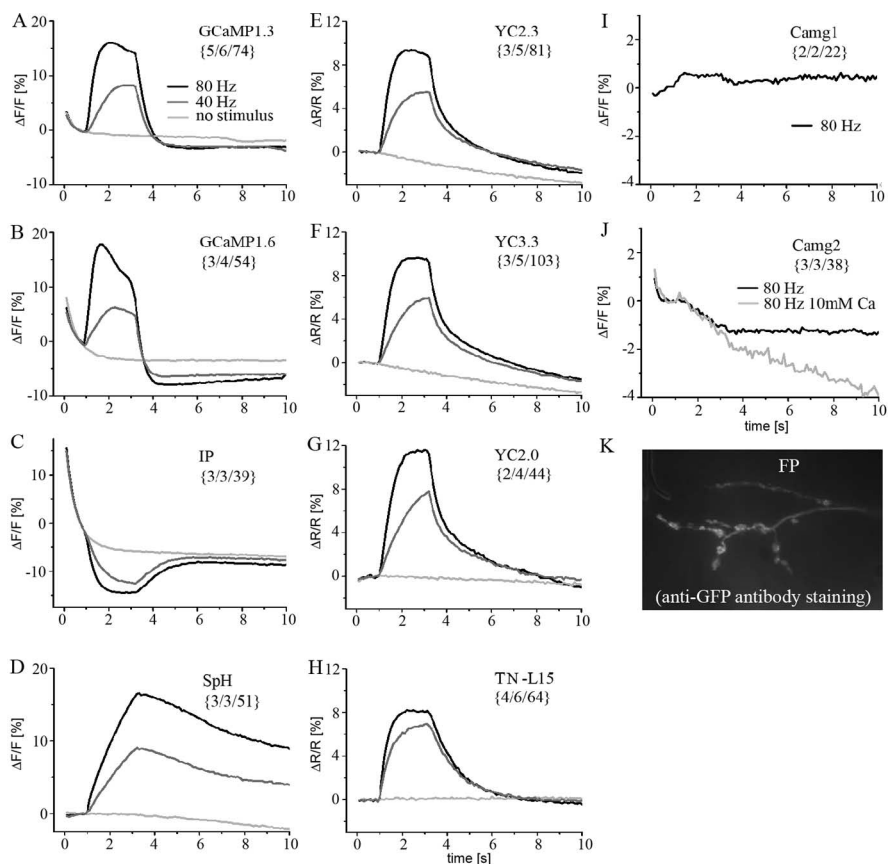 A
GCaMP1.3
{5/6/74}
ΔF/F [%]
20
10
0
-10
80 Hz
40 Hz
no stimulus
0 2 4 6 8 10
B
GCaMP1.6
{3/4/54}
ΔF/F [%]
20
10
0
-10
0 2 4 6 8 10
C
IP
{3/3/39}
ΔF/F [%]
10
0
-10
0 2 4 6 8 10
D
SpH
{3/3/51}
ΔF/F [%]
20
10
0
0 2 4 6 8 10
E
YC2.3
{3/5/81}
ΔR/R [%]
12
8
4
0
0 2 4 6 8 10
F
YC3.3
{3/5/103}
ΔR/R [%]
12
8
4
0
0 2 4 6 8 10
G
YC2.0
{2/4/44}
ΔR/R [%]
12
8
4
0
0 2 4 6 8 10
H
TN -L15
{4/6/64}
ΔR/R [%]
12
8
4
0
0 2 4 6 8 10
time [s]
I
Camg1
{2/2/22}
ΔF/F [%]
2
0
-2
-4
80 Hz
0 2 4 6 8 10
J
Camg2
{3/3/38}
ΔF/F [%]
2
0
-2
-4
80 Hz
80 Hz 10mM Ca
0 2 4 6 8 10
time [s]
K
FP
(anti-GFP antibody staining)